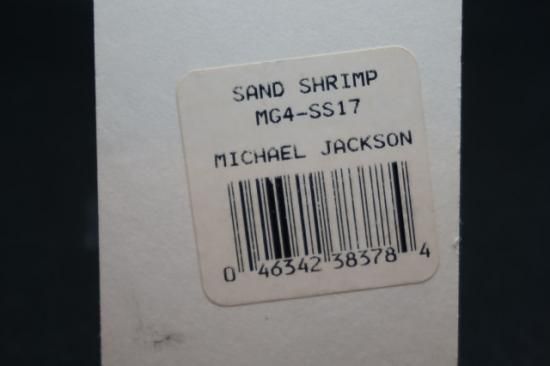 SAND SHRIMP
MG4-SS17
MICHAEL JACKSON
0 46342 38378 4